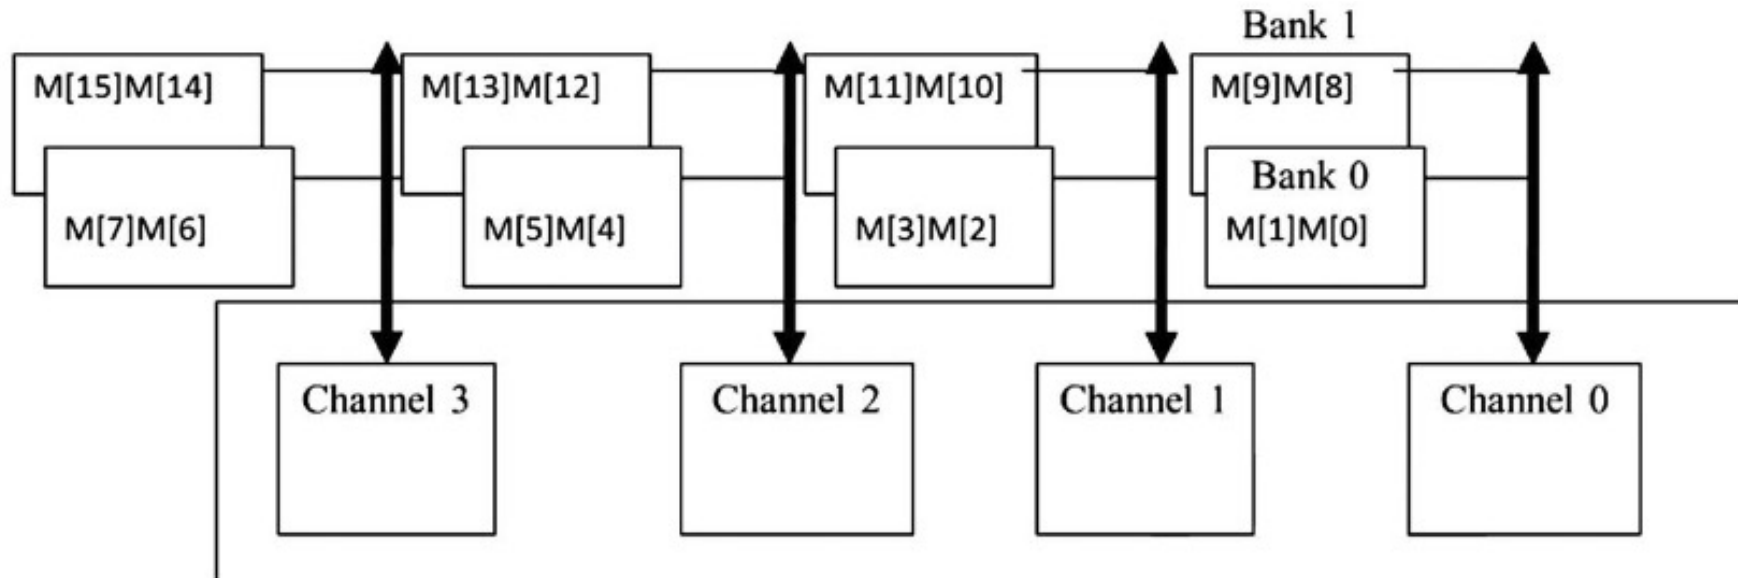 Bank 1
M[15]M[14] M[13]M[12] M[11]M[10] M[9]M[8]
Bank 0
M[7]M[6] M[5]M[4] M[3]M[2] M[1]M[0]
Channel 3 Channel 2 Channel 1 Channel 0